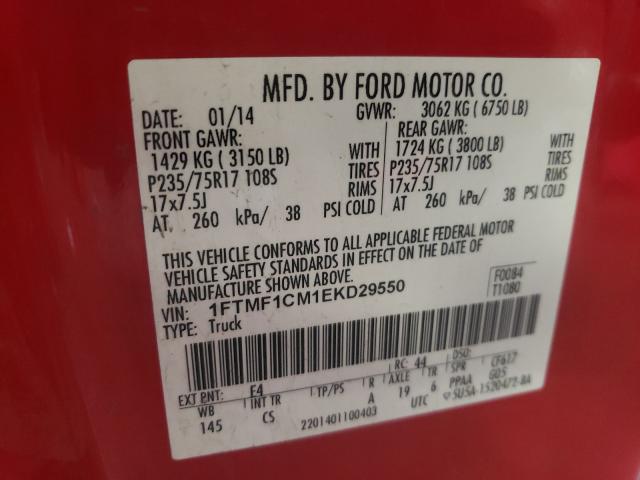 MFD. BY FORD MOTOR CO.
DATE: 01/14 GVWR: 3062 KG ( 6750 LB)
FRONT GAWR: REAR GAWR:
1429 KG ( 3150 LB) WITH 1724 KG ( 3800 LB) WITH
P235/75R17 108S TIRES P235/75R17 108S TIRES
17x7.5J RIMS 17x7.5J RIMS
AT 260 kPa/ 38 PSI COLD AT 260 kPa/ 38 PSI COLD
THIS VEHICLE CONFORMS TO ALL APPLICABLE FEDERAL MOTOR
VEHICLE SAFETY STANDARDS IN EFFECT ON THE DATE OF
MANUFACTURE SHOWN ABOVE.
VIN: 1FTMF1CM1EKD29550 F0084
TYPE: Truck T1080
EXT PNT: F4 RC: 44 DSO:
WB INT TR TP/PS R AXLE TR SPR CF617
145 CS A 19 6 PPAA G05
2201401100403 UTC SU5A-1520472-BA